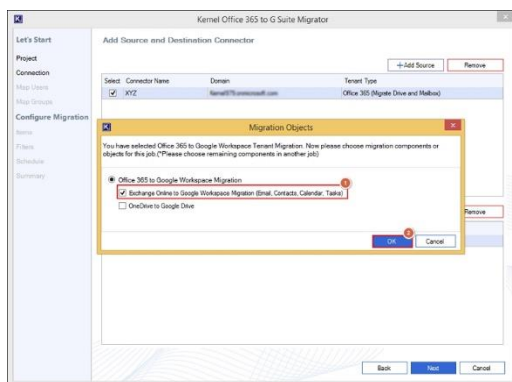 Kernel Office 365 to G Suite Migrator
Let's Start
Add Source and Destination Connector
Project
Connection
Map Users
Map Groups
Configure Migration
Items
Filters
Schedule
Summary
+Add Source
Remove
Select Connector Name Domain Tenant Type
XYZ Office 365 (Migrate Drive and Mailbox)
Migration Objects
You have selected Office 365 to Google Workspace Tenant Migration. Now please choose migration components or
objects for this job.(*Please choose remaining components in another job)
Office 365 to Google Workspace Migration
1
Exchange Online to Google Workspace Migration (Email, Contacts, Calendar, Tasks)
OneDrive to Google Drive
2
OK Cancel
Remove
Back Next Cancel